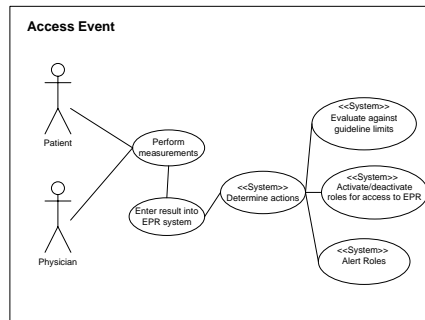 Access Event
Patient
Perform
measurements
Physician
Enter result into
EPR system
<<System>>
Determine actions
<<System>>
Evaluate against
guideline limits
<<System>>
Activate/deactivate
roles for access to EPR
<<System>>
Alert Roles